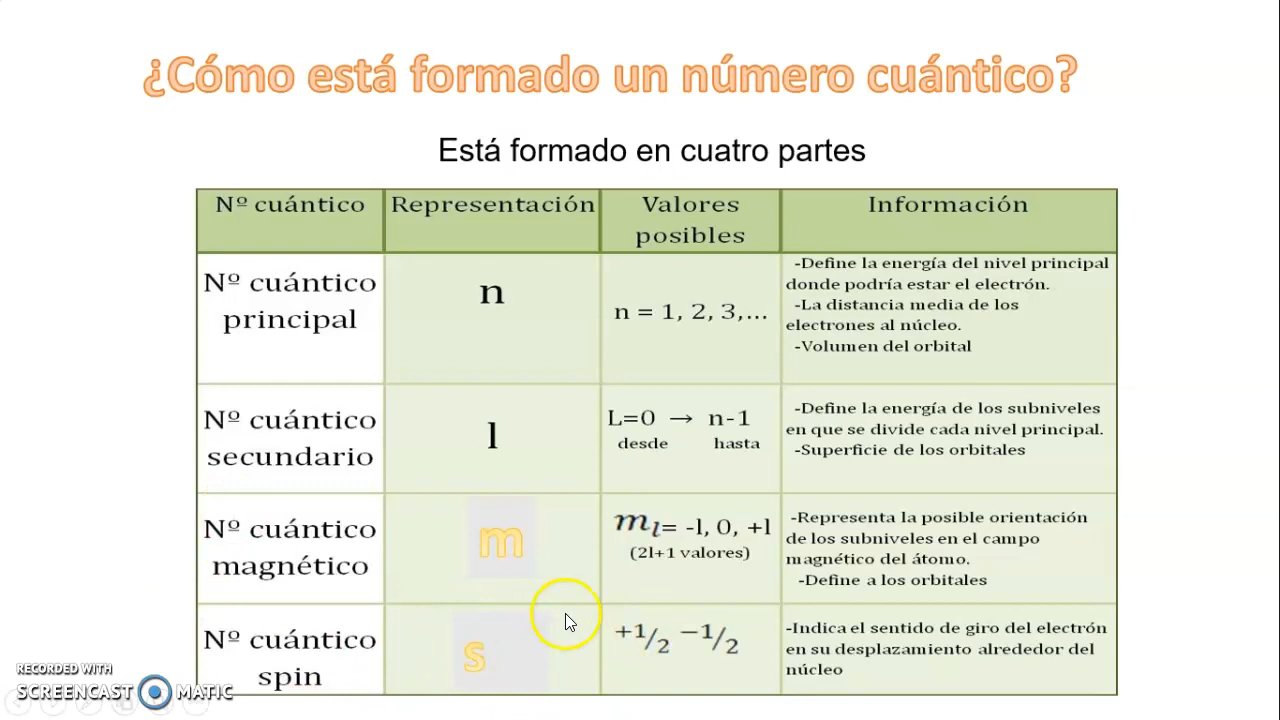 ¿Cómo está formado un número cuántico?
Está formado en cuatro partes
Nº cuántico
Representación
Valores
posibles
Información
Nº cuántico
principal
n
n = 1, 2, 3,...
-Define la energía del nivel principal
donde podría estar el electrón.
-La distancia media de los
electrones al núcleo.
-Volumen del orbital
Nº cuántico
secundario
l
L=0 → n-1
desde hasta
-Define la energía de los subniveles
en que se divide cada nivel principal.
-Superficie de los orbitales
Nº cuántico
magnético
m
mₗ= -l, 0, +l
(2l+1 valores)
-Representa la posible orientación
de los subniveles en el campo
magnético del átomo.
-Define a los orbitales
Nº cuántico
spin
s
+1/2 −1/2
-Indica el sentido de giro del electrón
en su desplazamiento alrededor del
núcleo
RECORDED WITH
SCREENCAST MATIC